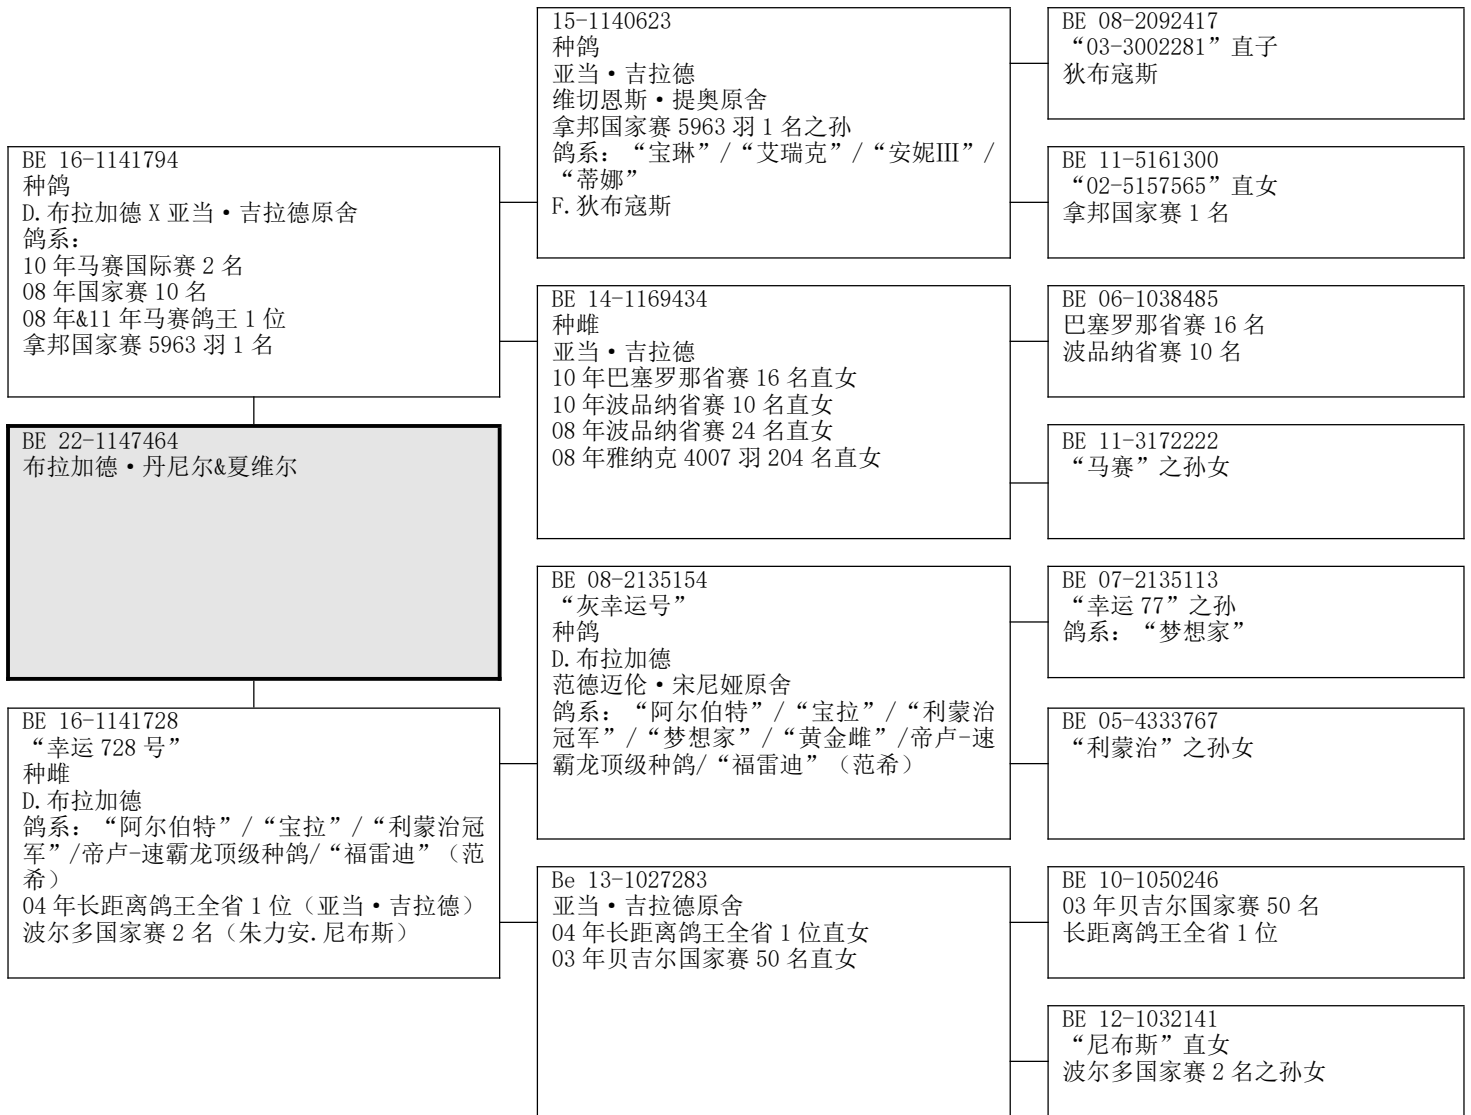 BE 16-1141794
种鸽
D.布拉加德 X 亚当•吉拉德原舍
鸽系：
10 年马赛国际赛 2 名
08 年国家赛 10 名
08 年&11 年马赛鸽王 1 位
拿邦国家赛 5963 羽 1 名
BE 22-1147464
布拉加德•丹尼尔&夏维尔
BE 16-1141728
“幸运 728 号”
种雌
D.布拉加德
鸽系：“阿尔伯特”/“宝拉”/“利蒙治冠
军”/帝卢-速霸龙顶级种鸽/“福雷迪”（范
希）
04 年长距离鸽王全省 1 位（亚当•吉拉德）
波尔多国家赛 2 名（朱力安.尼布斯）
15-1140623
种鸽
亚当•吉拉德
维切恩斯•提奥原舍
拿邦国家赛 5963 羽 1 名之孙
鸽系：“宝琳”/“艾瑞克”/“安妮Ⅲ”/
“蒂娜”
F.狄布寇斯
BE 14-1169434
种雌
亚当•吉拉德
10 年巴塞罗那省赛 16 名直女
10 年波品纳省赛 10 名直女
08 年波品纳省赛 24 名直女
08 年雅纳克 4007 羽 204 名直女
BE 08-2135154
“灰幸运号”
种鸽
D.布拉加德
范德迈伦•宋尼娅原舍
鸽系：“阿尔伯特”/“宝拉”/“利蒙治
冠军”/“梦想家”/“黄金雌”/帝卢-速
霸龙顶级种鸽/“福雷迪”（范希）
Be 13-1027283
亚当•吉拉德原舍
04 年长距离鸽王全省 1 位直女
03 年贝吉尔国家赛 50 名直女
BE 08-2092417
“03-3002281”直子
狄布寇斯
BE 11-5161300
“02-5157565”直女
拿邦国家赛 1 名
BE 06-1038485
巴塞罗那省赛 16 名
波品纳省赛 10 名
BE 11-3172222
“马赛”之孙女
BE 07-2135113
“幸运 77”之孙
鸽系：“梦想家”
BE 05-4333767
“利蒙治”之孙女
BE 10-1050246
03 年贝吉尔国家赛 50 名
长距离鸽王全省 1 位
BE 12-1032141
“尼布斯”直女
波尔多国家赛 2 名之孙女